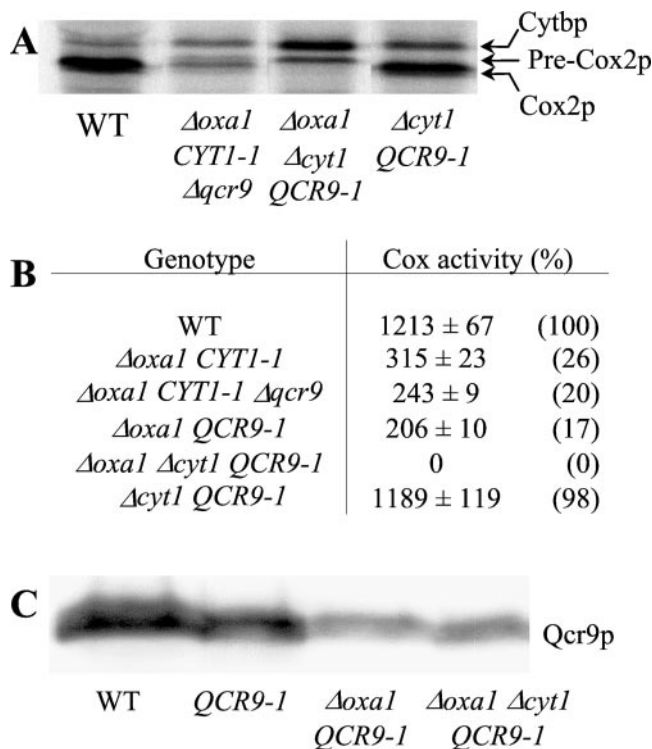 A
Cytbp
Pre-Cox2p
Cox2p
WT Δoxa1 Δoxa1 Δcyt1
CYT1-1 Δcyt1 QCR9-1
Δqcr9 QCR9-1
B
Genotype Cox activity (%)
WT 1213 ± 67 (100)
Δoxa1 CYT1-1 315 ± 23 (26)
Δoxa1 CYT1-1 Δqcr9 243 ± 9 (20)
Δoxa1 QCR9-1 206 ± 10 (17)
Δoxa1 Δcyt1 QCR9-1 0 (0)
Δcyt1 QCR9-1 1189 ± 119 (98)
C
Qcr9p
WT QCR9-1 Δoxa1 Δoxa1 Δcyt1
QCR9-1 QCR9-1